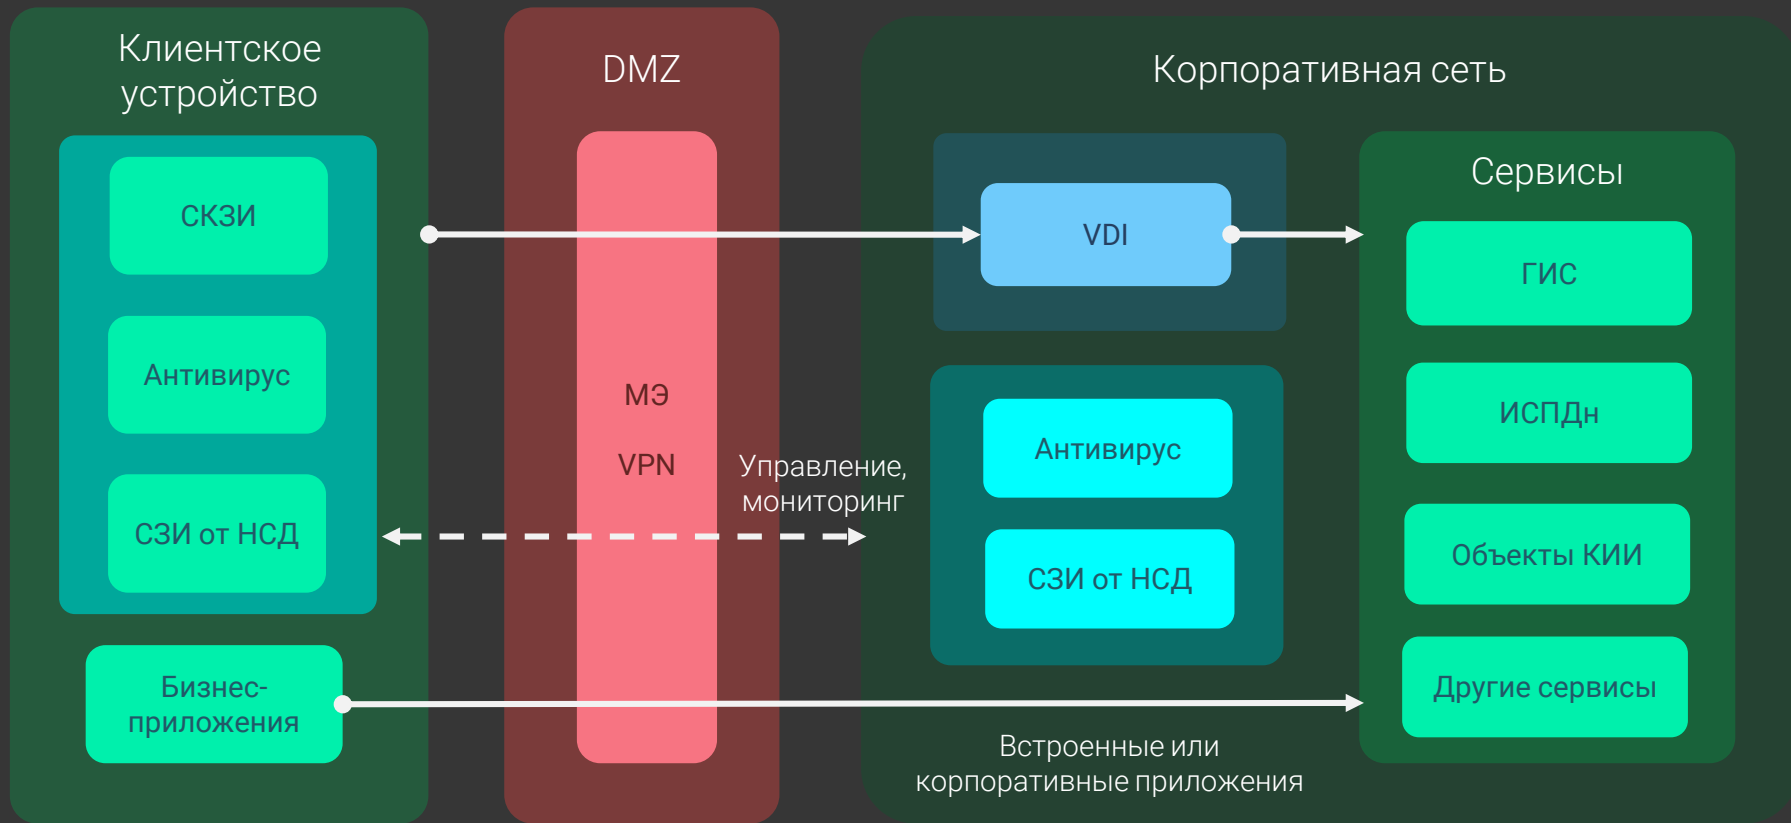 Клиентское
устройство
СКЗИ
Антивирус
СЗИ от НСД
Бизнес-
приложения
DMZ
МЭ
VPN
Управление,
мониторинг
Корпоративная сеть
VDI
Антивирус
СЗИ от НСД
Встроенные или
корпоративные приложения
Сервисы
ГИС
ИСПДн
Объекты КИИ
Другие сервисы